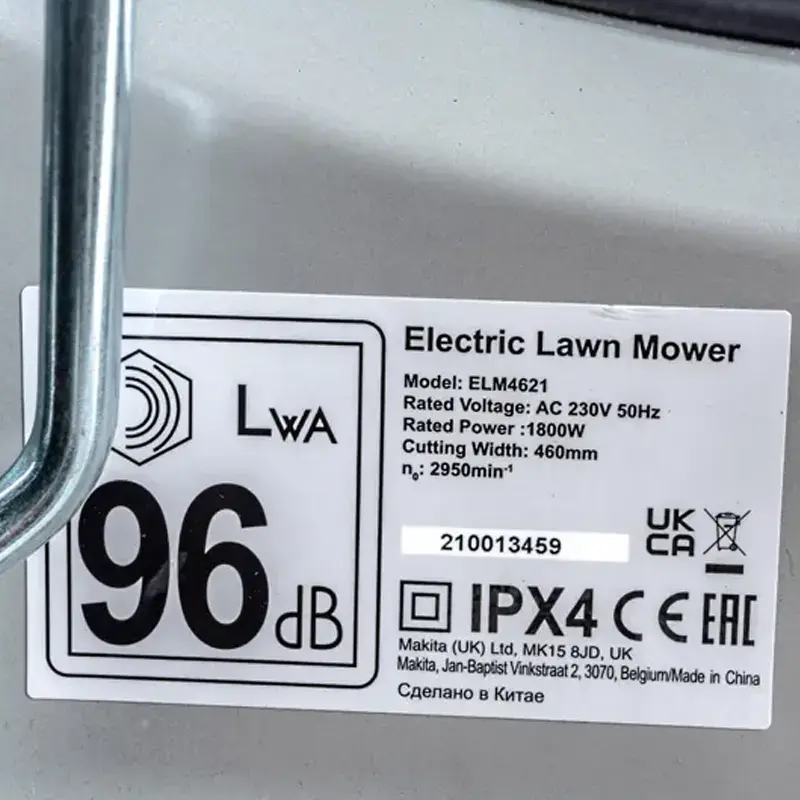 LWA
96 dB
Electric Lawn Mower
Model: ELM4621
Rated Voltage: AC 230V 50Hz
Rated Power :1800W
Cutting Width: 460mm
n₀: 2950min⁻¹
210013459
UK
CA
IPX4 CE EAC
Makita (UK) Ltd, MK15 8JD, UK
Makita, Jan-Baptist Vinkstraat 2, 3070, Belgium/Made in China
Сделано в Китае